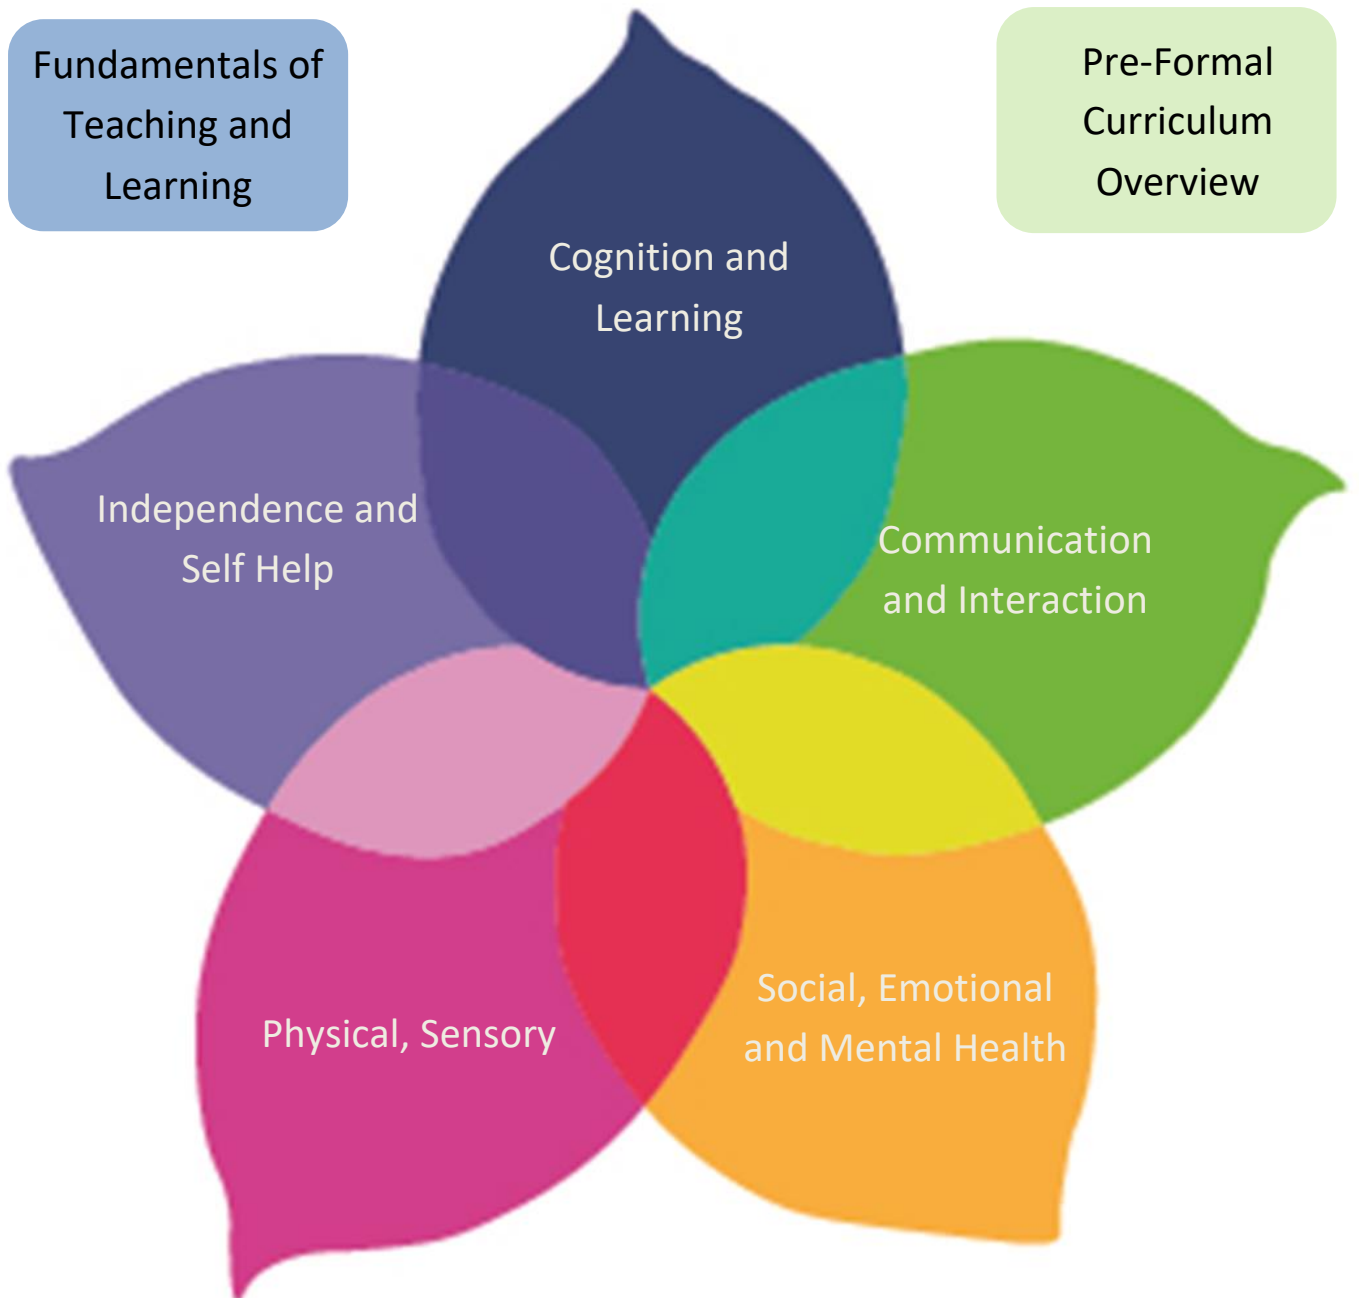 Fundamentals of
Teaching and
Learning
Pre-Formal
Curriculum
Overview
Cognition and
Learning
Independence and
Self Help
Communication
and Interaction
Social, Emotional
and Mental Health
Physical, Sensory